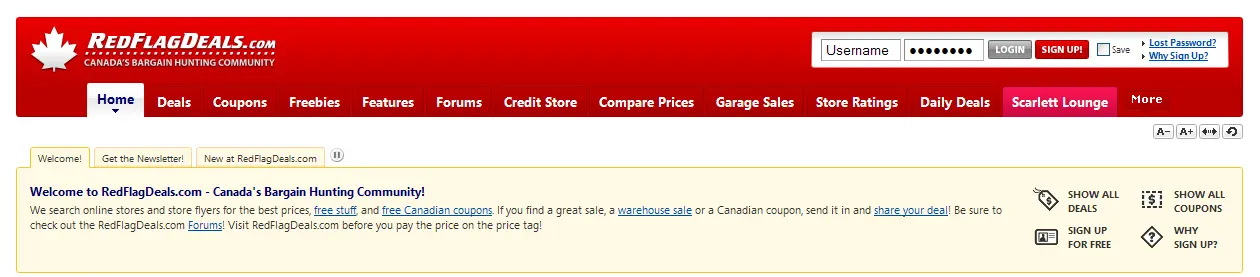 REDFLAGDEALS.COM
CANADA'S BARGAIN HUNTING COMMUNITY
Username ●●●●●●●● LOGIN SIGN UP! Save
Lost Password?
Why Sign Up?
Home Deals Coupons Freebies Features Forums Credit Store Compare Prices Garage Sales Store Ratings Daily Deals Scarlett Lounge More
A- A+
Welcome! Get the Newsletter! New at RedFlagDeals.com
Welcome to RedFlagDeals.com - Canada's Bargain Hunting Community!
We search online stores and store flyers for the best prices, free stuff, and free Canadian coupons. If you find a great sale, a warehouse sale or a Canadian coupon, send it in and share your deal! Be sure to
check out the RedFlagDeals.com Forums! Visit RedFlagDeals.com before you pay the price on the price tag!
SHOW ALL
DEALS
SHOW ALL
COUPONS
SIGN UP
FOR FREE
WHY
SIGN UP?